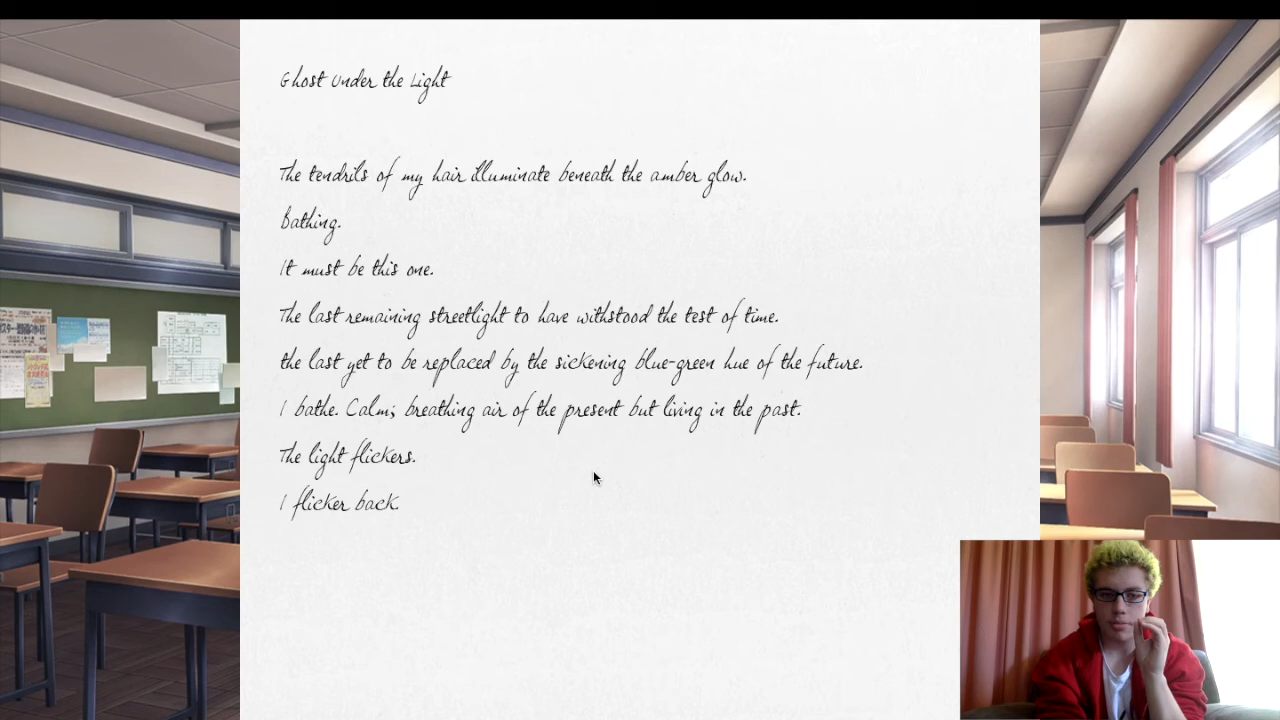 Ghost Under the Light
The tendrils of my hair illuminate beneath the amber glow.
Bathing.
It must be this one.
The last remaining streetlight to have withstood the test of time.
the last yet to be replaced by the sickening blue-green hue of the future.
I bathe. Calm; breathing air of the present but living in the past.
The light flickers.
I flicker back.